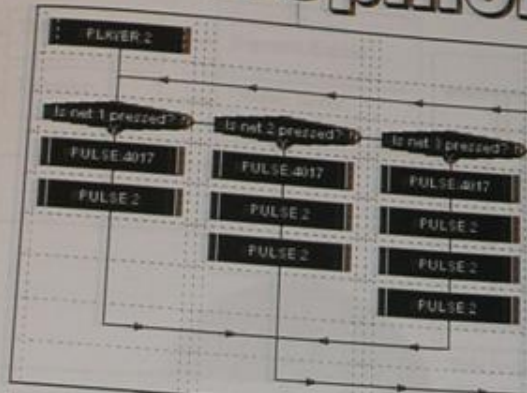 PLAYER 2
Is net 1 pressed?
Is net 2 pressed?
Is net 3 pressed?
PULSE 4017
PULSE 4017
PULSE 4017
PULSE 2
PULSE 2
PULSE 2
PULSE 2
PULSE 2
PULSE 2